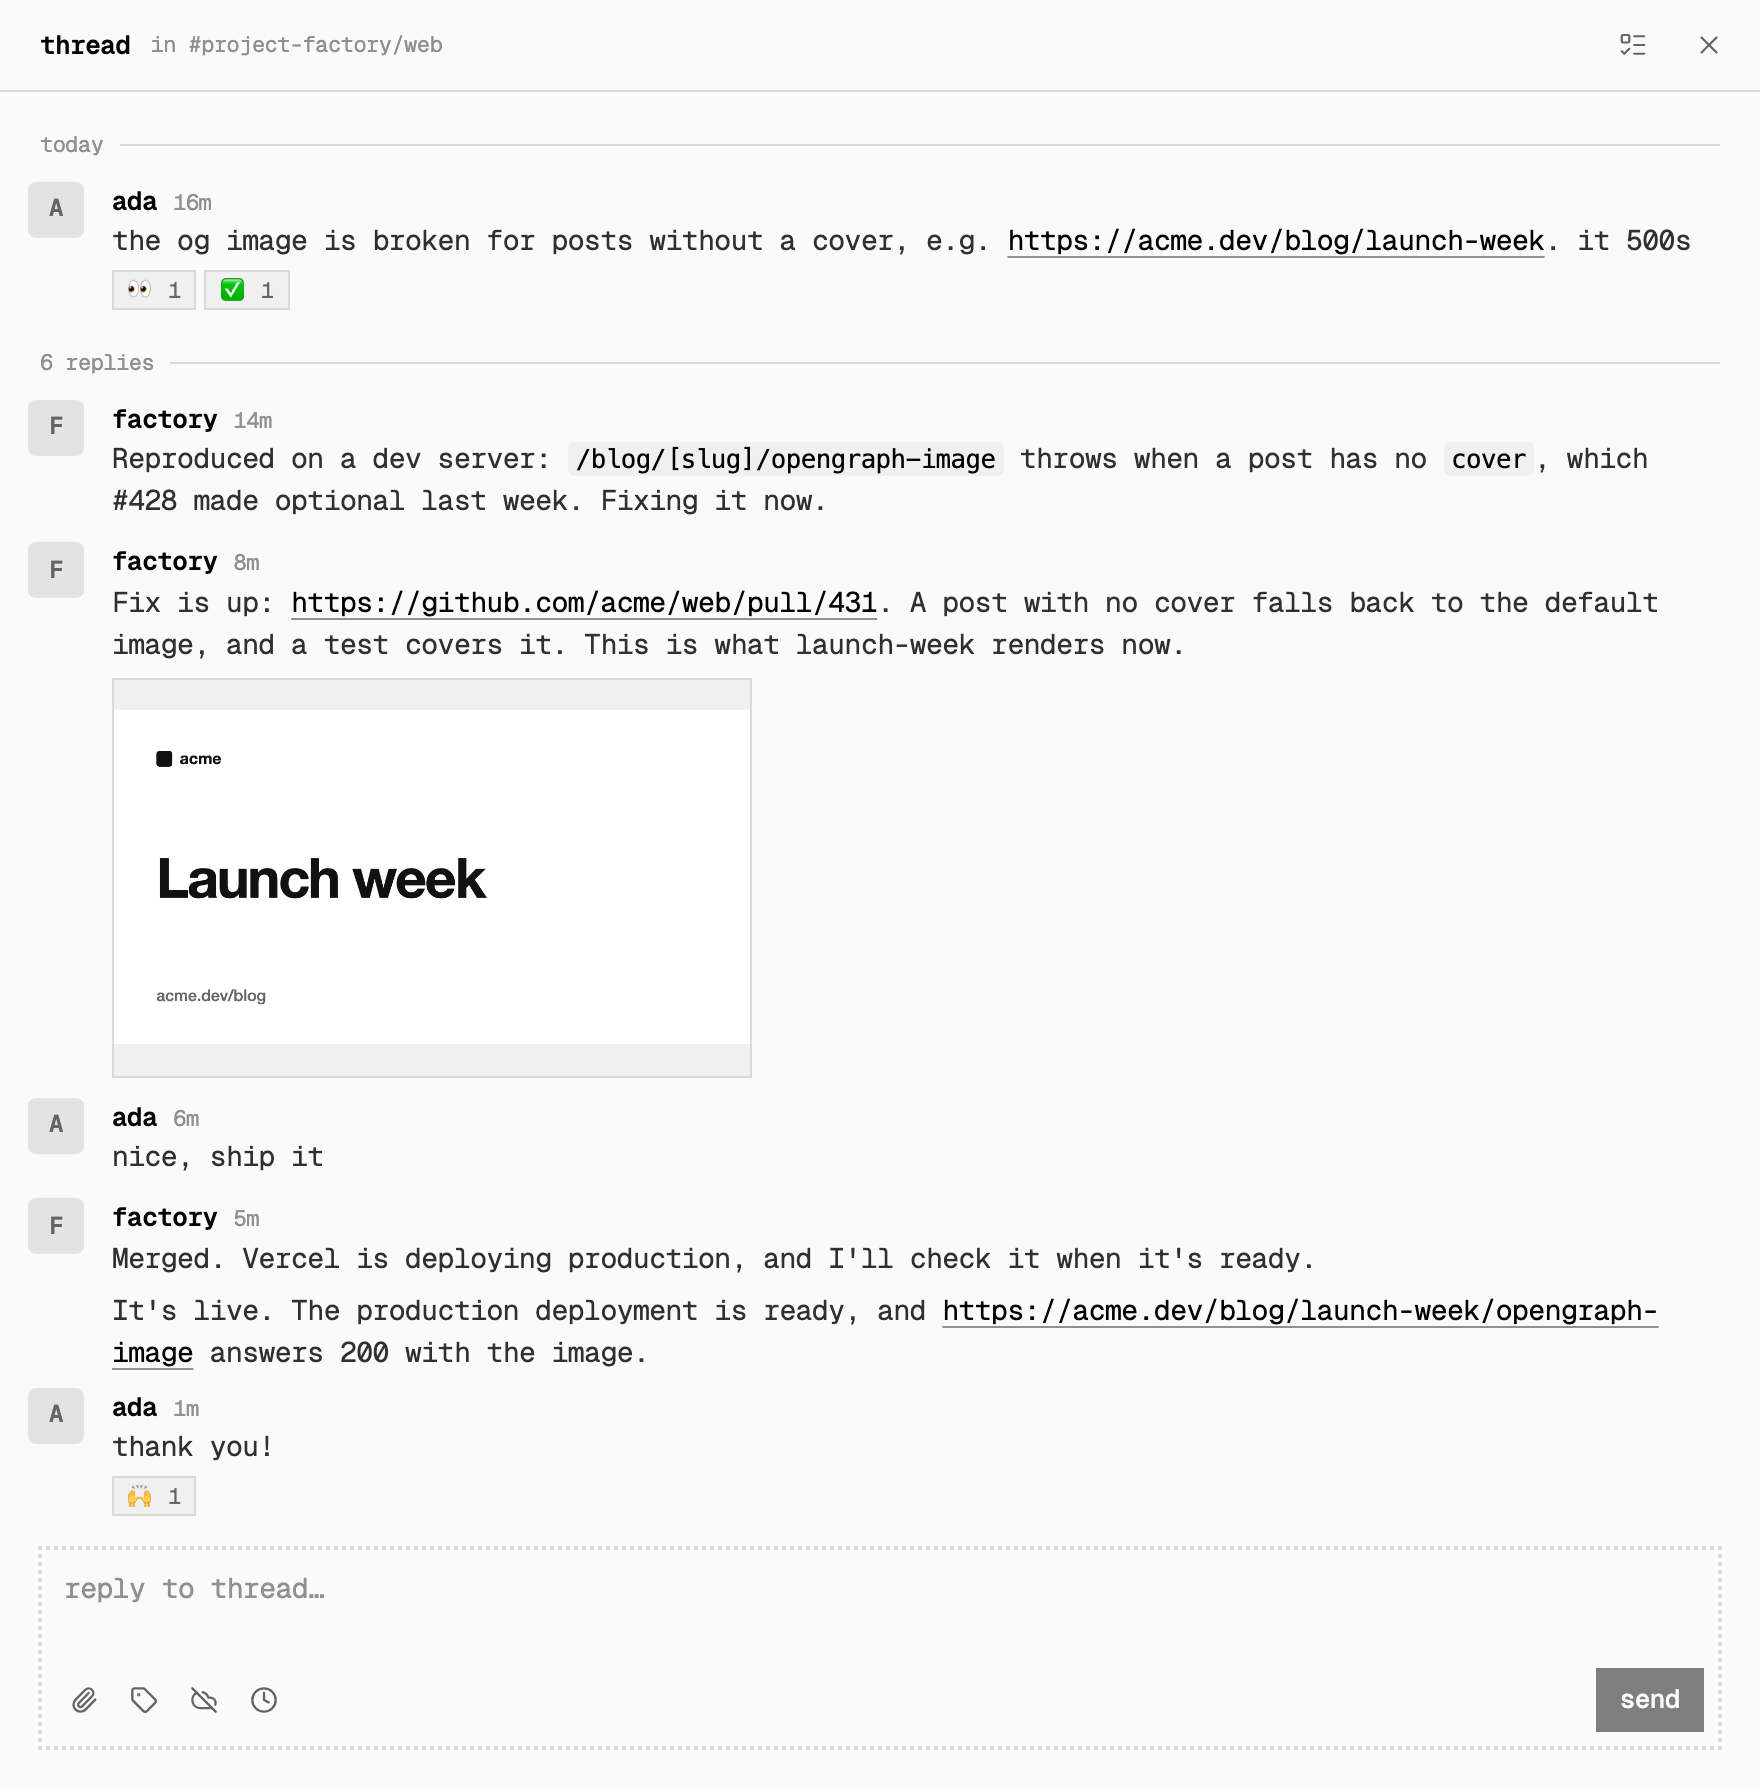 thread in #project-factory/web
today
A
ada 16m
the og image is broken for posts without a cover, e.g. https://acme.dev/blog/launch-week. it 500s
👀 1 ✅ 1
6 replies
F
factory 14m
Reproduced on a dev server: /blog/[slug]/opengraph-image throws when a post has no cover, which
#428 made optional last week. Fixing it now.
F
factory 8m
Fix is up: https://github.com/acme/web/pull/431. A post with no cover falls back to the default
image, and a test covers it. This is what launch-week renders now.
acme
Launch week
acme.dev/blog
A
ada 6m
nice, ship it
F
factory 5m
Merged. Vercel is deploying production, and I'll check it when it's ready.
It's live. The production deployment is ready, and https://acme.dev/blog/launch-week/opengraph-
image answers 200 with the image.
A
ada 1m
thank you!
🙌 1
reply to thread…
send